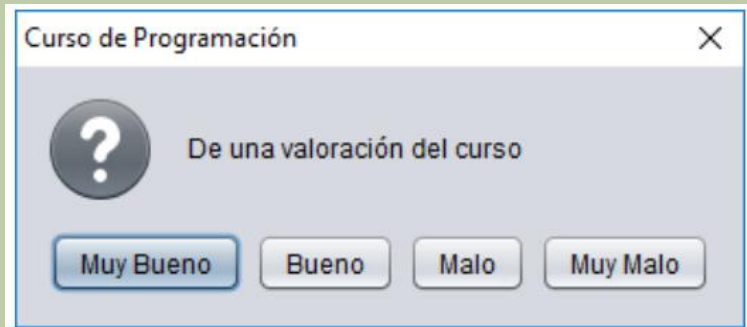 Curso de Programación
De una valoración del curso
Muy Bueno Bueno Malo Muy Malo